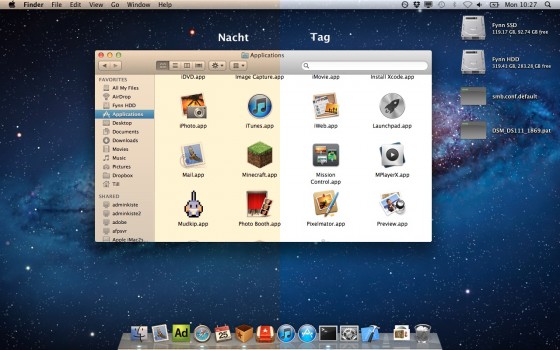 Finder File Edit View Go Window Help
Mon 10:27
Nacht Tag
Fynn SSD
119.17 GB, 92.74 GB free
Fynn HDD
319.41 GB, 281.26 GB free
smb.conf.default
DSM_DS111_1869.pat
Applications
FAVORITES
All My Files
AirDrop
Fynn HDD
Applications
Desktop
Documents
Downloads
Movies
Music
Pictures
Dropbox
Till
SHARED
adminkiste
adminkiste2
adobe
afpsvr
iDVD.app Image Capture.app iMovie.app Install Xcode.app
iPhoto.app iTunes.app iWeb.app Launchpad.app
Mail.app Minecraft.app Mission Control.app MPlayerX.app
Mudkip.app Photo Booth.app Pixelmator.app Preview.app
Ad
25